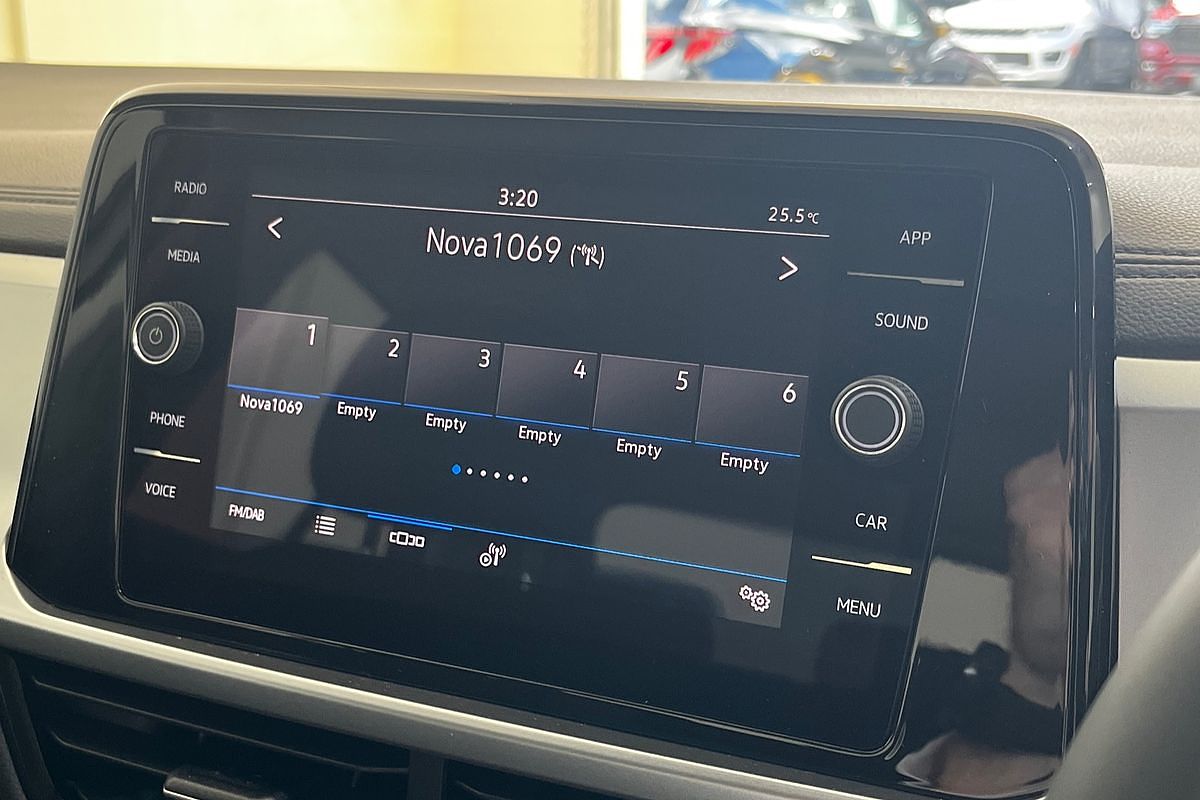 RADIO
MEDIA
PHONE
VOICE
3:20
25.5°C
Nova1069
1
2
3
4
5
6
Nova1069
Empty
Empty
Empty
Empty
Empty
FM/DAB
APP
SOUND
CAR
MENU